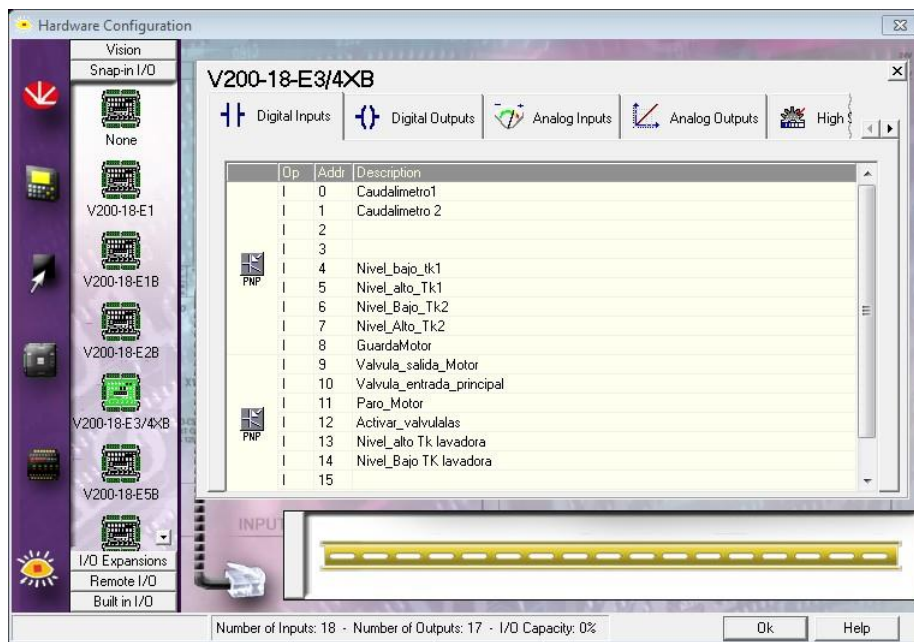 Hardware Configuration
Vision
Snap-in I/O
None
V200-18-E1
V200-18-E1B
V200-18-E2B
V200-18-E3/4XB
V200-18-E5B
I/O Expansions
Remote I/O
Built in I/O
V200-18-E3/4XB
Digital Inputs
Digital Outputs
Analog Inputs
Analog Outputs
High
Op Addr Description
I 0 Caudalimetro1
I 1 Caudalimetro 2
I 2
I 3
I 4 Nivel_bajo_tk1
I 5 Nivel_alto_Tk1
I 6 Nivel_Bajo_Tk2
I 7 Nivel_Alto_Tk2
I 8 GuardaMotor
PNP
I 9 Valvula_salida_Motor
I 10 Valvula_entrada_principal
I 11 Paro_Motor
I 12 Activar_valvulalas
I 13 Nivel_alto Tk lavadora
I 14 Nivel_Bajo TK lavadora
I 15
PNP
INPUT
Number of Inputs: 18 - Number of Outputs: 17 - I/O Capacity: 0%
Ok
Help